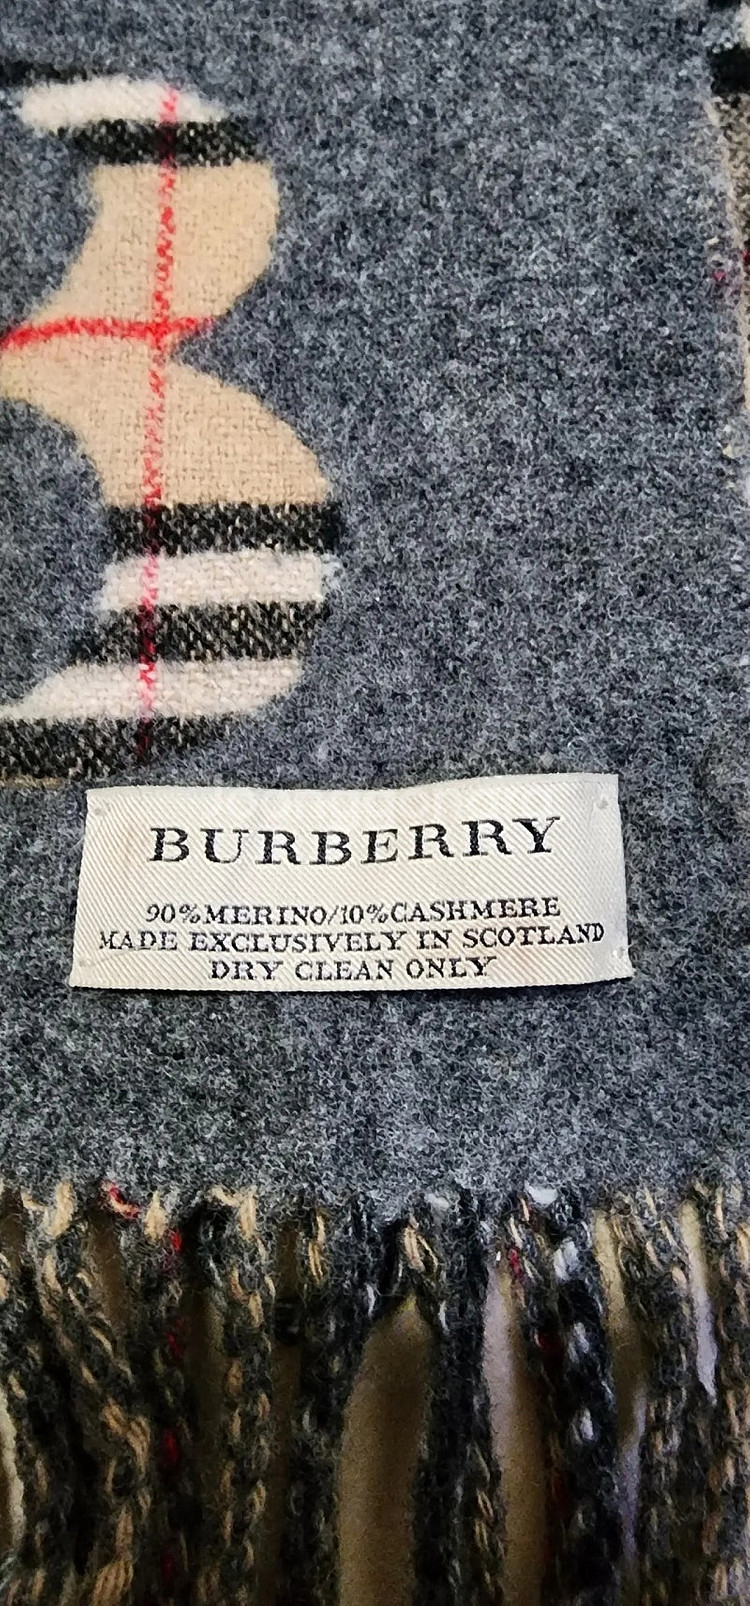 BURBERRY
90%MERINO/10%CASHMERE
MADE EXCLUSIVELY IN SCOTLAND
DRY CLEAN ONLY